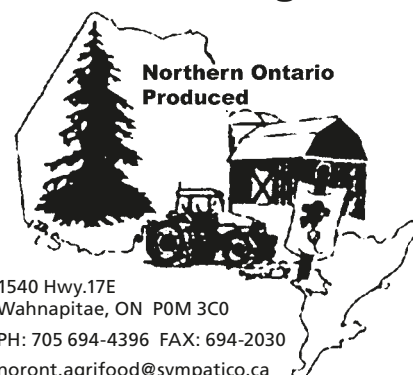 Northern Ontario
Produced
1540 Hwy.17E
Wahnapitae, ON P0M 3C0
PH: 705 694-4396 FAX: 694-2030
noront.agrifood@sympatico.ca